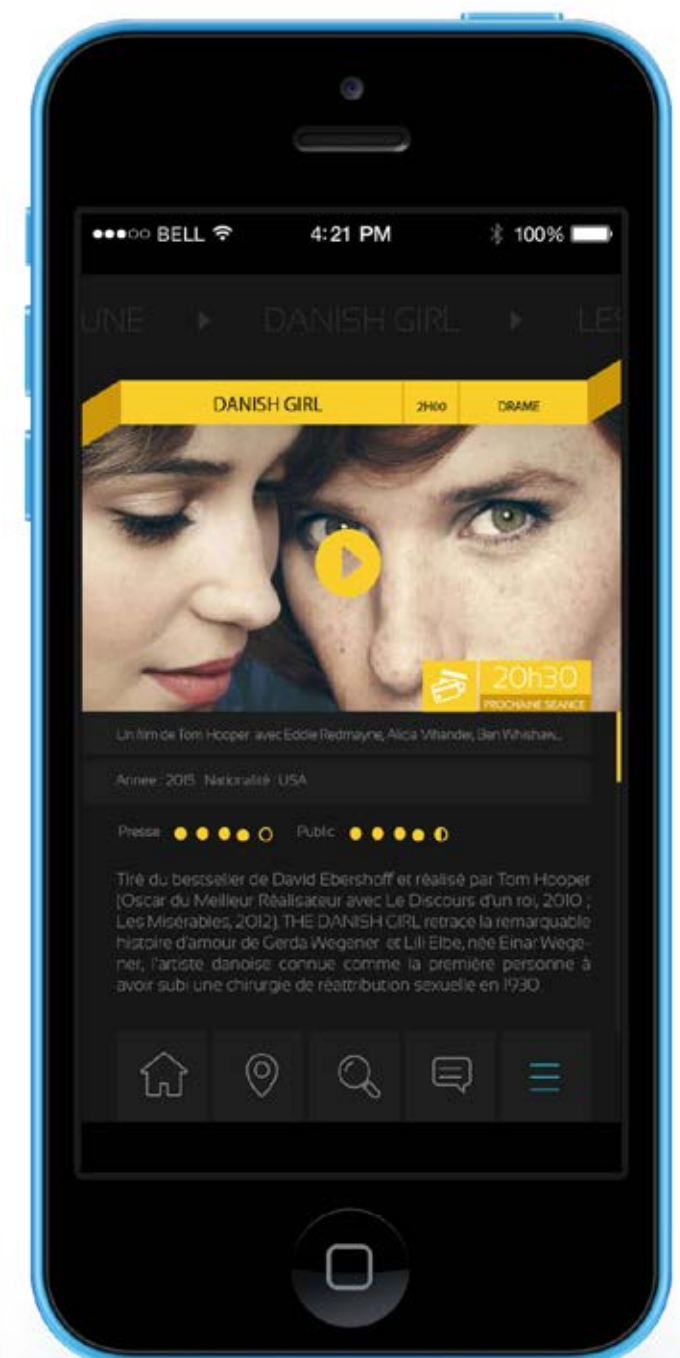 BELL 4:21 PM 100%
UNE DANISH GIRL LES
DANISH GIRL 2H00 DRAME
20h30
PROCHAINE SEANCE
Un film de Tom Hooper avec Eddie Redmayne, Alicia Vihander, Ben Whishaw...
Annee : 2015 Nationalité : USA
Presse Public
Tiré du bestseller de David Ebershoff et réalisé par Tom Hooper
(Oscar du Meilleur Réalisateur avec Le Discours d'un roi, 2010 ;
Les Misérables, 2012), THE DANISH GIRL retrace la remarquable
histoire d'amour de Gerda Wegener et Lili Elbe, née Einar Wege-
ner, l'artiste danoise connue comme la première personne à
avoir subi une chirurgie de réattribution sexuelle en 1930.